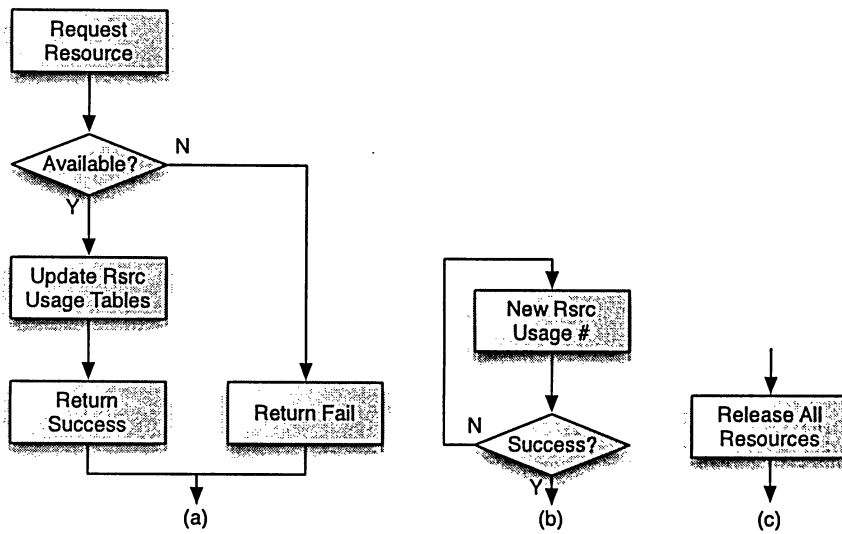 Request
Resource
Available?
N
Y
Update Rsrc
Usage Tables
Return
Success
Return Fail
(a)
New Rsrc
Usage #
N
Success?
Y
(b)
Release All
Resources
(c)